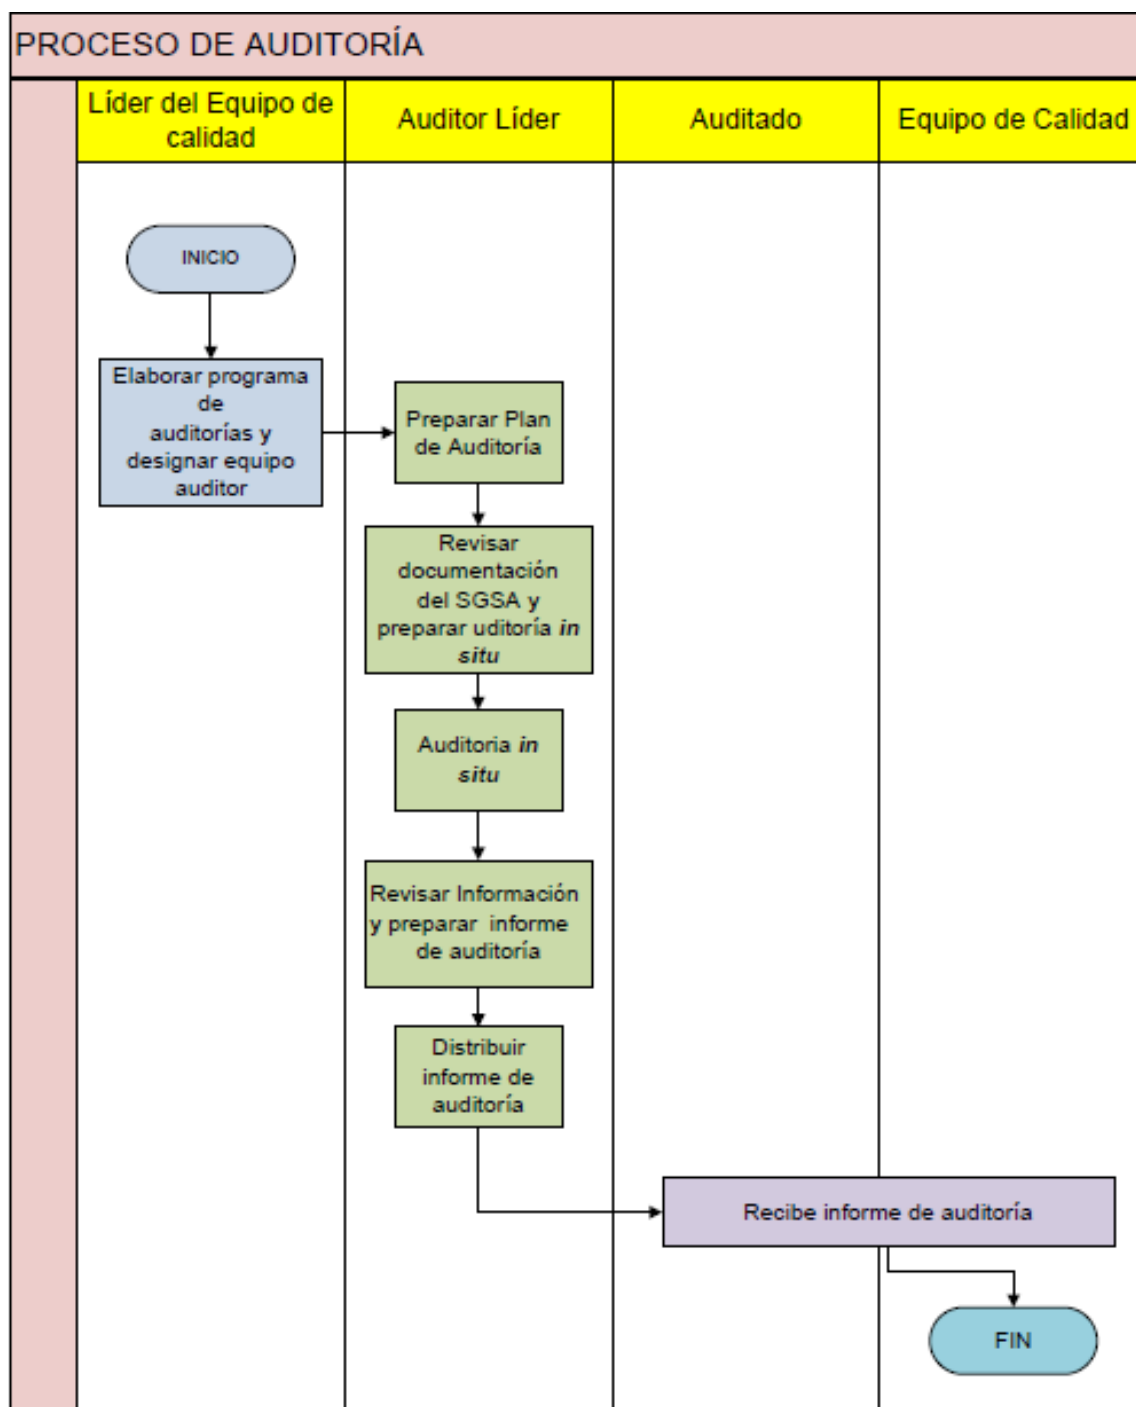 PROCESO DE AUDITORÍA
Líder del Equipo de
calidad
Auditor Líder
Auditado
Equipo de Calidad
INICIO
Elaborar programa
de
auditorías y
designar equipo
auditor
Preparar Plan
de Auditoría
Revisar
documentación
del SGSA y
preparar uditoría in
situ
Auditoria in
situ
Revisar Información
y preparar informe
de auditoría
Distribuir
informe de
auditoría
Recibe informe de auditoría
FIN